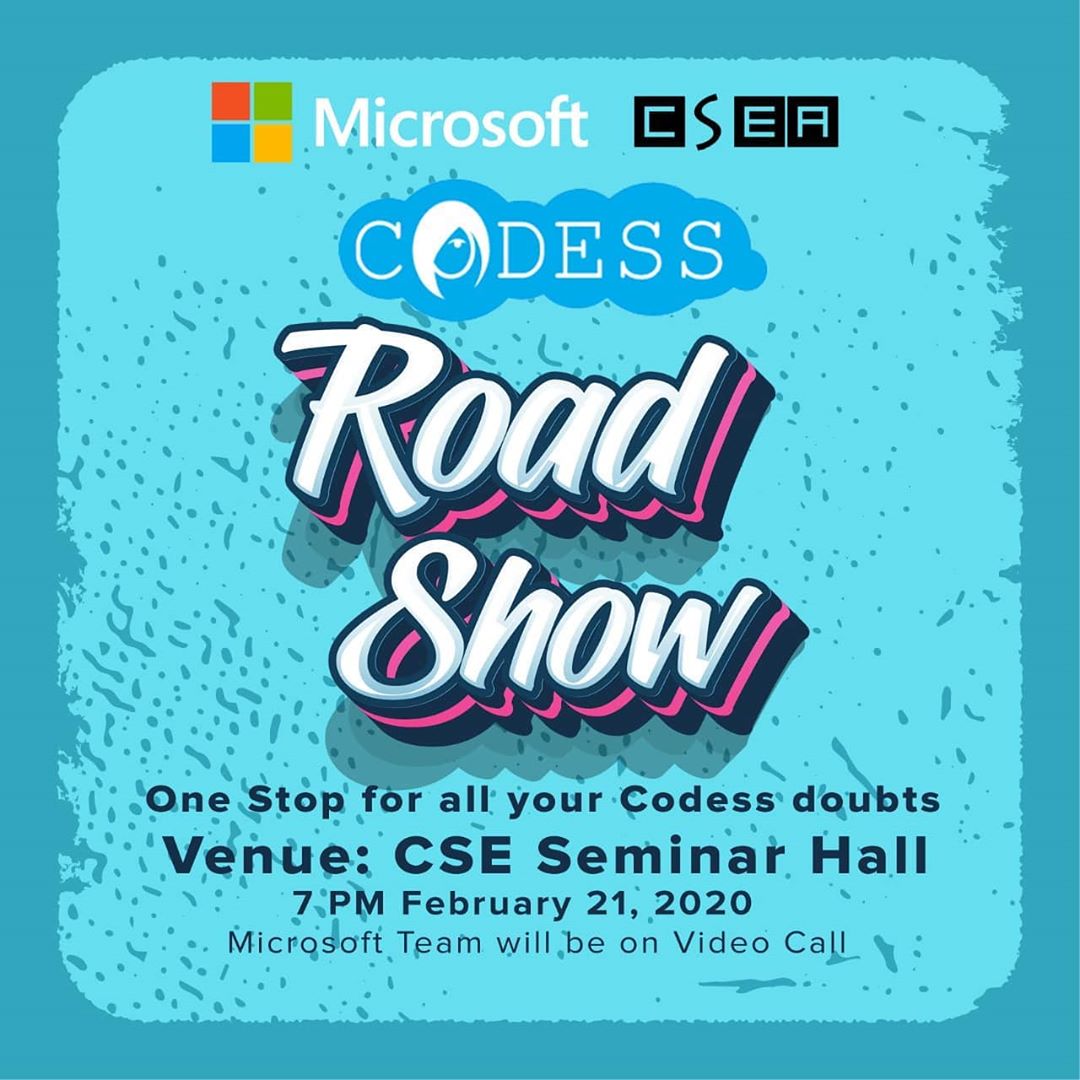 Microsoft CSEA
CODESS
Road
Show
One Stop for all your Codess doubts
Venue: CSE Seminar Hall
7 PM February 21, 2020
Microsoft Team will be on Video Call